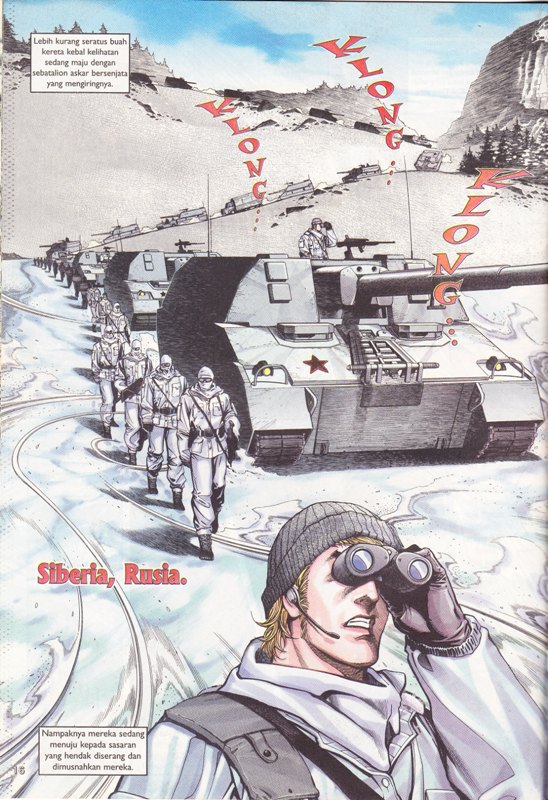 Lebih kurang seratus buah
kereta kebal kelihatan
sedang maju dengan
sebatalion askar bersenjata
yang mengiringnya.
KLONG...
KLONG...
KLONG...
Siberia, Rusia.
Nampaknya mereka sedang
menuju kepada sasaran
yang hendak diserang dan
dimusnahkan mereka.
16